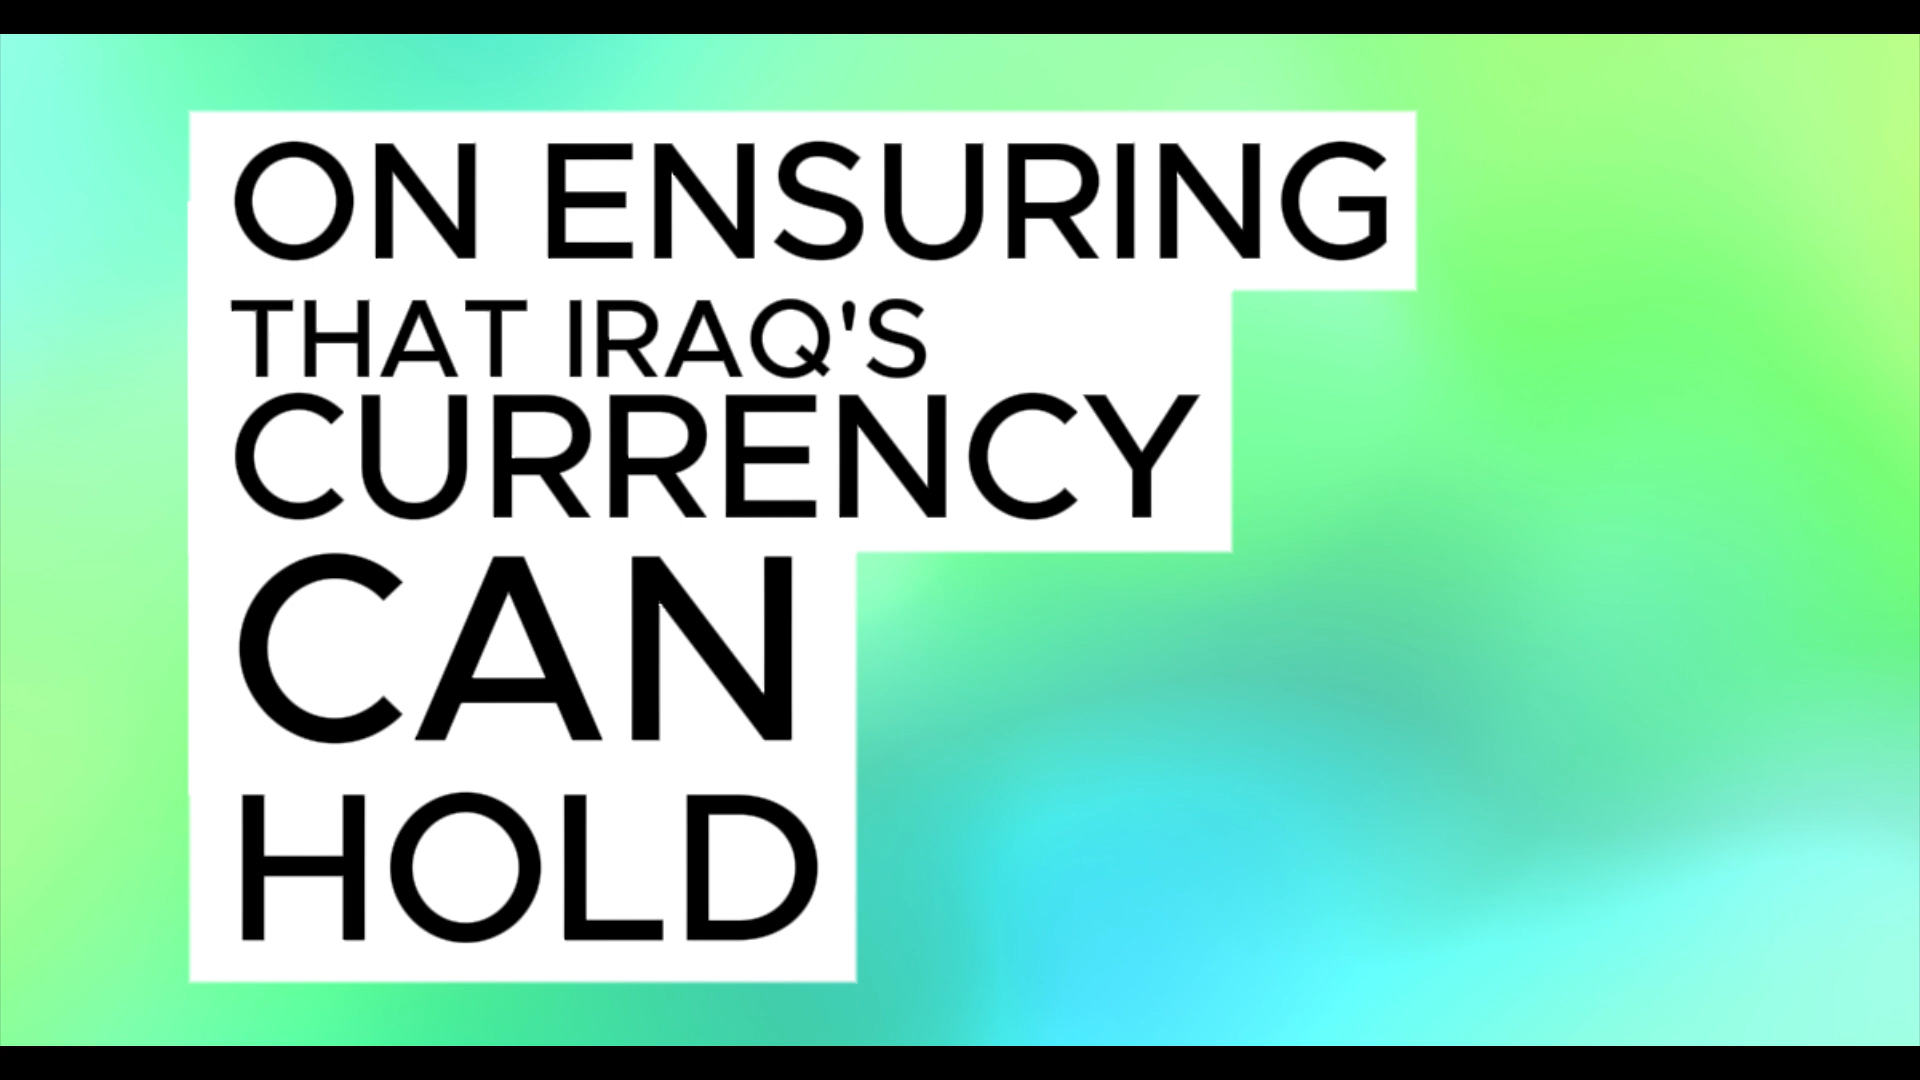 ON ENSURING
THAT IRAQ'S
CURRENCY
CAN
HOLD